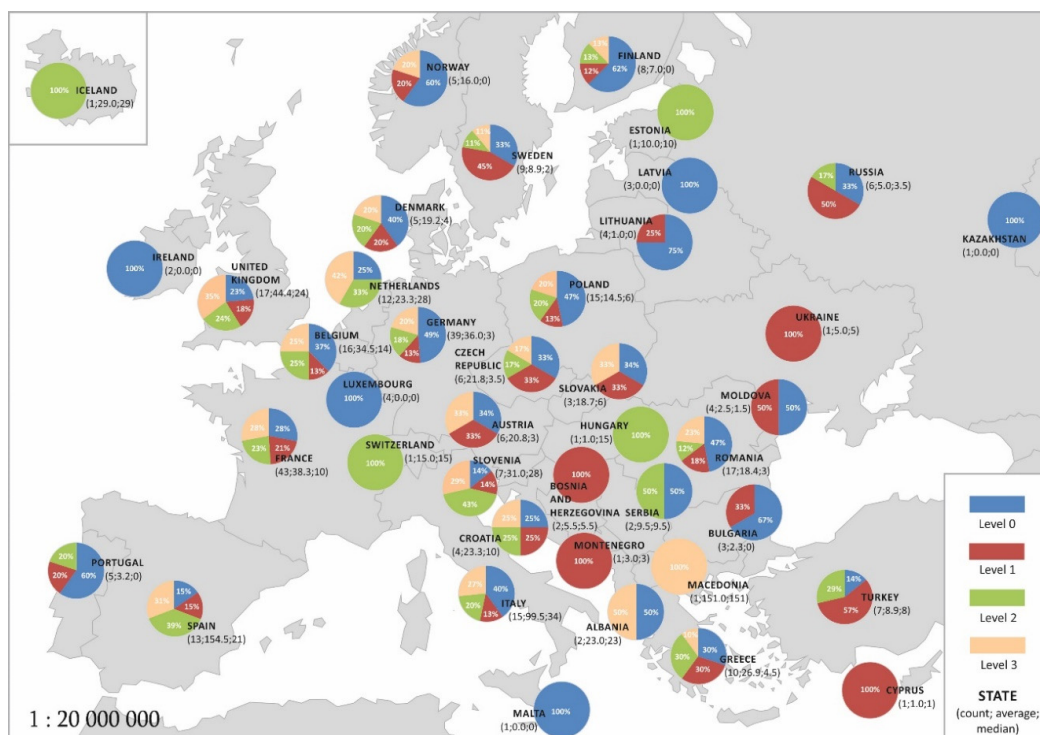 100%
ICELAND
(1;29.0;29)
20%
NORWAY
(5;16.0;0)
20%
60%
13%
FINLAND
13%
(8;7.0;0)
12%
62%
100%
ESTONIA
(1;10.0;10)
11%
11%
33%
SWEDEN
(9;8.9;2)
45%
LATVIA
(3;0.0;0)
100%
17%
RUSSIA
33%
(6;5.0;3.5)
50%
100%
KAZAKHSTAN
(1;0.0;0)
20%
DENMARK
40%
(5;19.2;4)
20%
20%
LITHUANIA
(4;1.0;0)
25%
75%
IRELAND
(2;0.0;0)
100%
UNITED
KINGDOM
(17;44.4;24)
35%
23%
18%
24%
42%
25%
NETHERLANDS
33%
(12;23.3;28)
20%
POLAND
47%
(15;14.5;6)
20%
13%
UKRAINE
(1;5.0;5)
100%
BELGIUM
(16;34.5;14)
25%
37%
25%
13%
20%
GERMANY
49%
(39;36.0;3)
18%
13%
CZECH
REPUBLIC
(6;21.8;3.5)
17%
33%
17%
33%
34%
33%
SLOVAKIA
(3;18.7;6)
LUXEMBOURG
(4;0.0;0)
100%
MOLDOVA
(4;2.5;1.5)
50%
50%
28%
28%
FRANCE
21%
(43;38.3;10)
23%
33%
34%
AUSTRIA
33%
(6;20.8;3)
HUNGARY
(1;1.0;15)
100%
47%
ROMANIA
(17;18.4;3)
12%
18%
SWITZERLAND
(1;15.0;15)
100%
SLOVENIA
(7;31.0;28)
29%
14%
14%
43%
100%
BOSNIA
AND
HERZEGOVINA
(2;5.5;5.5)
50%
50%
SERBIA
(2;9.5;9.5)
33%
67%
BULGARIA
(3;2.3;0)
25%
CROATIA
25%
25%
(4;23.3;10)
MONTENEGRO
(1;3.0;3)
100%
100%
MACEDONIA
(1;151.0;151)
20%
PORTUGAL
(5;3.2;0)
20%
60%
15%
31%
15%
SPAIN
39%
(13;154.5;21)
27%
40%
ITALY
20%
13%
(15;99.5;34)
50%
50%
ALBANIA
(2;23.0;23)
10%
30%
GREECE
(10;26.9;4.5)
30%
30%
14%
29%
TURKEY
(7;8.9;8)
57%
100%
CYPRUS
(1;1.0;1)
100%
MALTA
(1;0.0;0)
1 : 20 000 000
Level 0
Level 1
Level 2
Level 3
STATE
(count; average;
median)